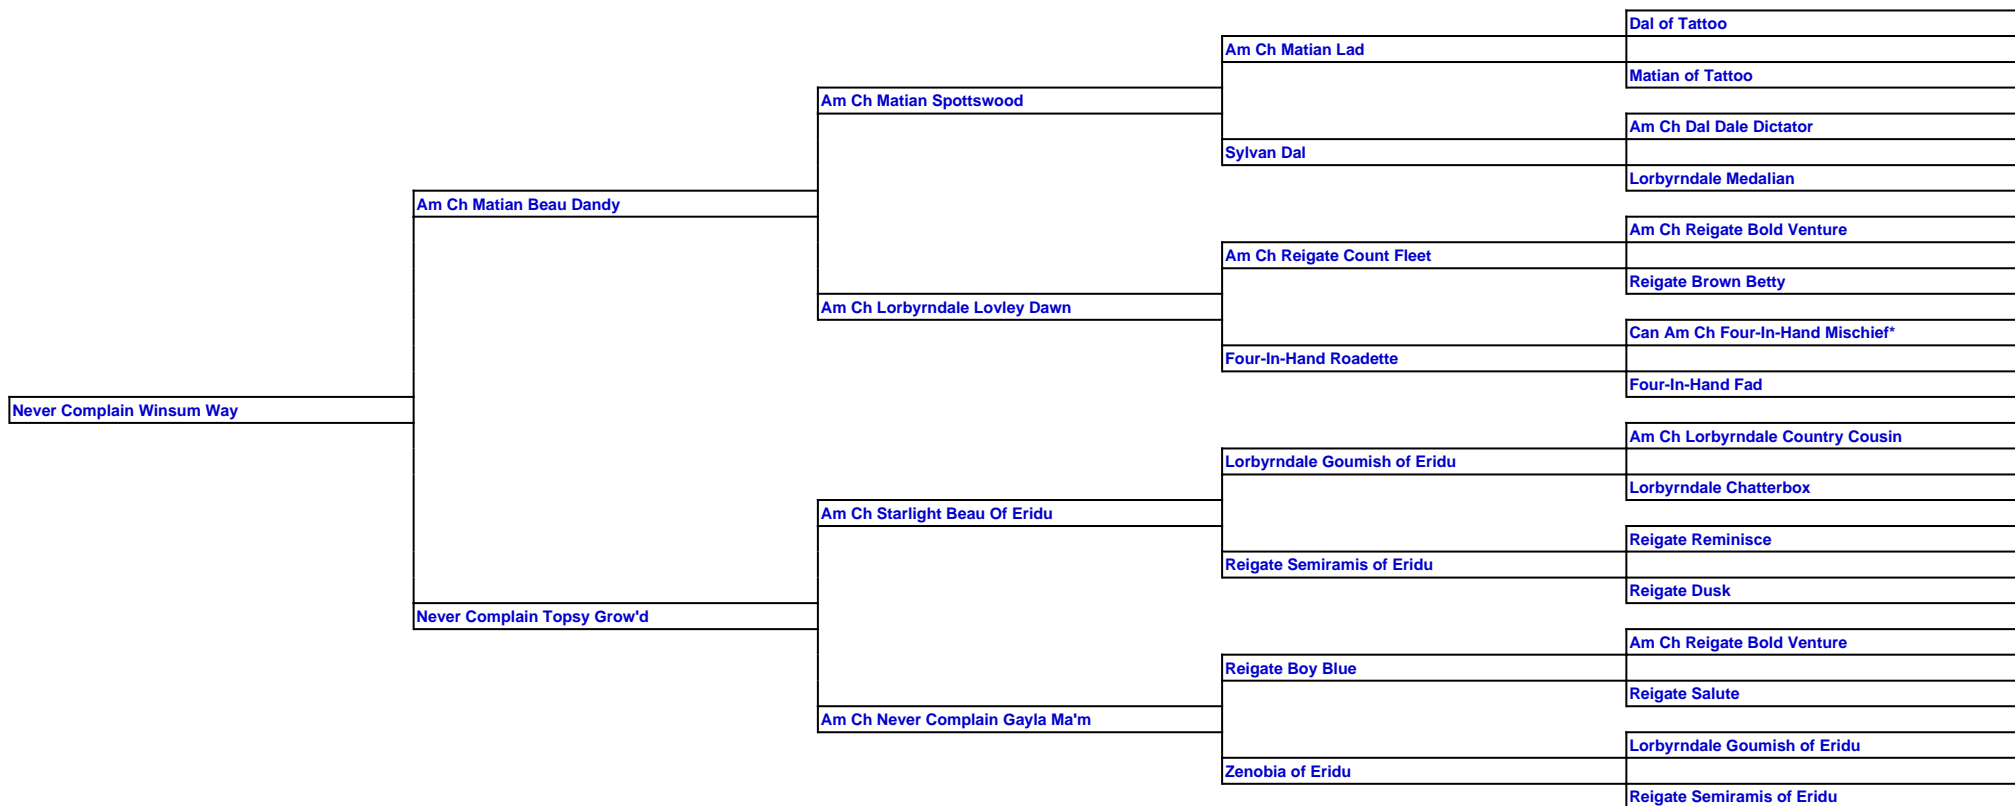 Dal of Tattoo
Am Ch Matian Lad
Matian of Tattoo
Am Ch Matian Spottswood
Am Ch Dal Dale Dictator
Sylvan Dal
Lorbyrndale Medalian
Am Ch Matian Beau Dandy
Am Ch Reigate Bold Venture
Am Ch Reigate Count Fleet
Reigate Brown Betty
Am Ch Lorbyrndale Lovley Dawn
Can Am Ch Four-In-Hand Mischief*
Four-In-Hand Roadette
Four-In-Hand Fad
Never Complain Winsum Way
Am Ch Lorbyrndale Country Cousin
Lorbyrndale Goumish of Eridu
Lorbyrndale Chatterbox
Am Ch Starlight Beau Of Eridu
Reigate Reminisce
Reigate Semiramis of Eridu
Reigate Dusk
Never Complain Topsy Grow'd
Am Ch Reigate Bold Venture
Reigate Boy Blue
Reigate Salute
Am Ch Never Complain Gayla Ma'm
Lorbyrndale Goumish of Eridu
Zenobia of Eridu
Reigate Semiramis of Eridu